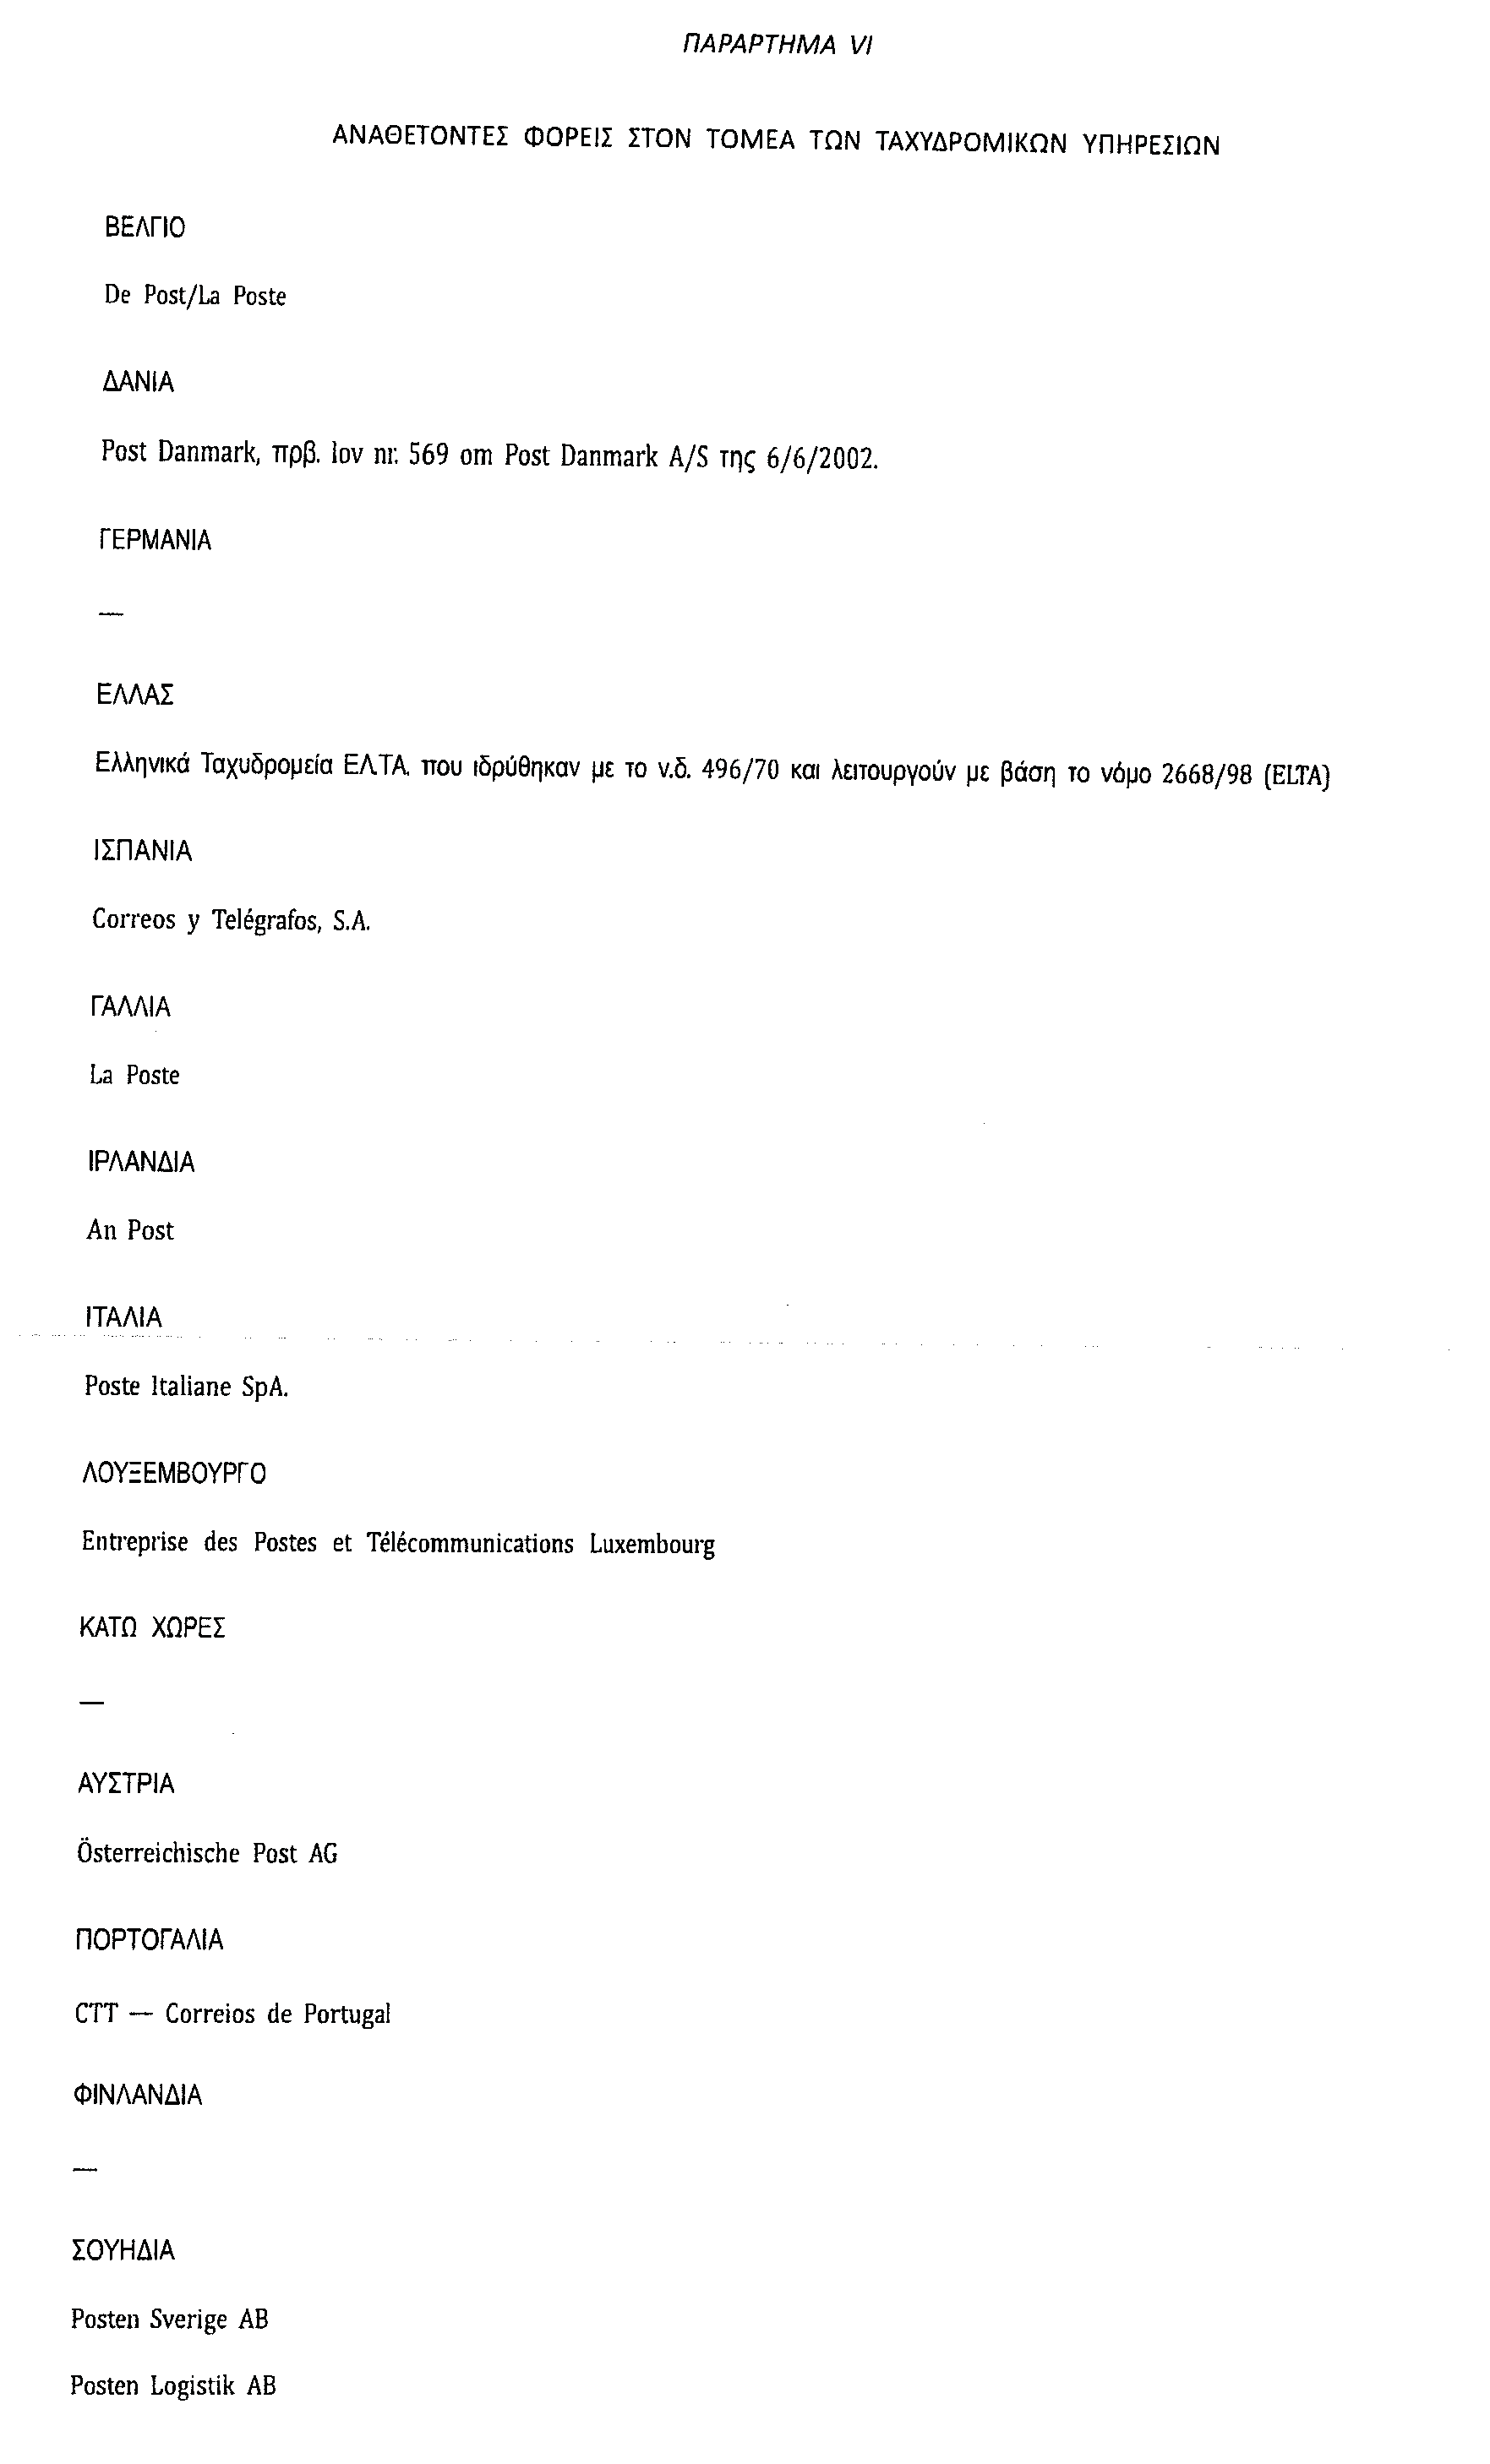 ΠΑΡΑΡΤΗΜΑ VI
ΑΝΑΘΕΤΟΝΤΕΣ ΦΟΡΕΙΣ ΣΤΟΝ ΤΟΜΕΑ ΤΩΝ ΤΑΧΥΔΡΟΜΙΚΩΝ ΥΠΗΡΕΣΙΩΝ
ΒΕΛΓΙΟ
De Post/La Poste
ΔΑΝΙΑ
Post Danmark, πρβ. lov nr. 569 om Post Danmark A/S της 6/6/2002.
ΓΕΡΜΑΝΙΑ
—
ΕΛΛΑΣ
Ελληνικά Ταχυδρομεία ΕΛ.ΤΑ. που ιδρύθηκαν με το ν.δ. 496/70 και λειτουργούν με βάση το νόμο 2668/98 (ELTA)
ΙΣΠΑΝΙΑ
Correos y Telégrafos, S.A.
ΓΑΛΛΙΑ
La Poste
ΙΡΛΑΝΔΙΑ
An Post
ΙΤΑΛΙΑ
Poste Italiane SpA.
ΛΟΥΞΕΜΒΟΥΡΓΟ
Entreprise des Postes et Télécommunications Luxembourg
ΚΑΤΩ ΧΩΡΕΣ
—
ΑΥΣΤΡΙΑ
Österreichische Post AG
ΠΟΡΤΟΓΑΛΙΑ
CTT — Correios de Portugal
ΦΙΝΛΑΝΔΙΑ
—
ΣΟΥΗΔΙΑ
Posten Sverige AB
Posten Logistik AB